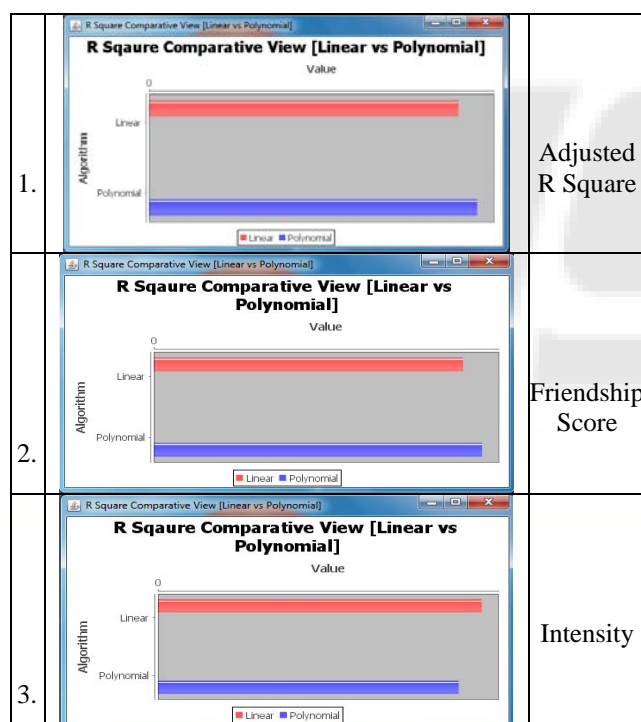 R Square Comparative View [Linear vs Polynomial]
R Sqaure Comparative View [Linear vs Polynomial]
Value
0
Algorithm
Linear
Polynomial
Linear Polynomial
1.
Adjusted
R Square
R Square Comparative View [Linear vs Polynomial]
R Sqaure Comparative View [Linear vs
Polynomial]
Value
0
Algorithm
Linear
Polynomial
Linear Polynomial
2.
Friendship
Score
R Square Comparative View [Linear vs Polynomial]
R Sqaure Comparative View [Linear vs
Polynomial]
Value
0
Algorithm
Linear
Polynomial
Linear Polynomial
3.
Intensity